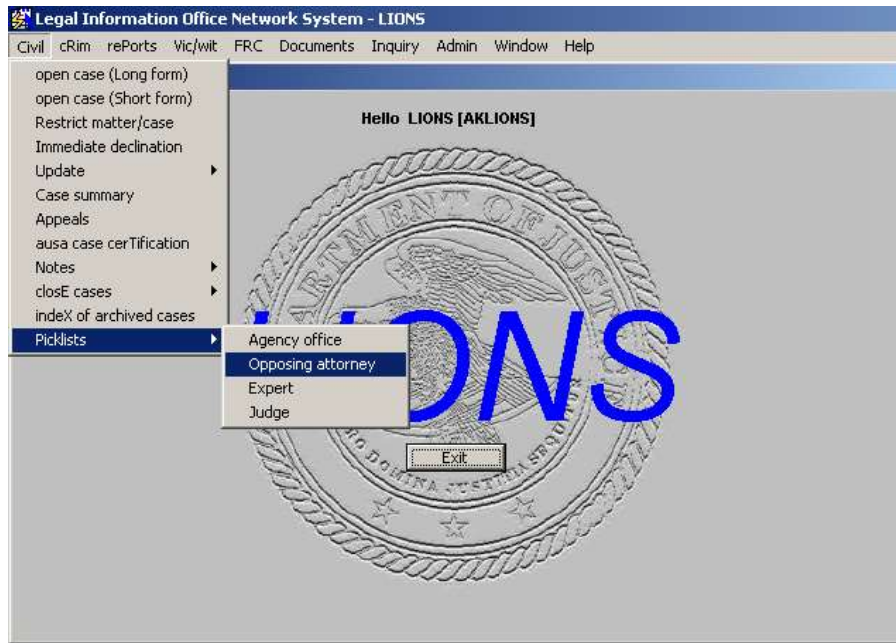 Legal Information Office Network System - LIONS
Civil cRim rePorts Vic/wit FRC Documents Inquiry Admin Window Help
open case (Long form)
open case (Short form)
Restrict matter/case
Immediate declination
Update
Case summary
Appeals
ausa case cerTification
Notes
closE cases
indeX of archived cases
Picklists
Agency office
Opposing attorney
Expert
Judge
Hello LIONS [AKLIONS]
IONS
Exit